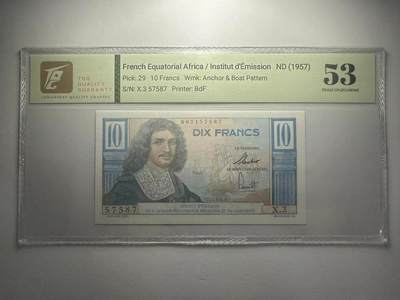 TOP
QUALITY
GUARANTY
French Equatorial Africa / Institut d'Émission ND (1957)
Pick: 29 10 Francs Wmk: Anchor & Boat Pattern
S/N: X.3 57587 Printer: BdF
53
10
DIX FRANCS
10
57587
X.3